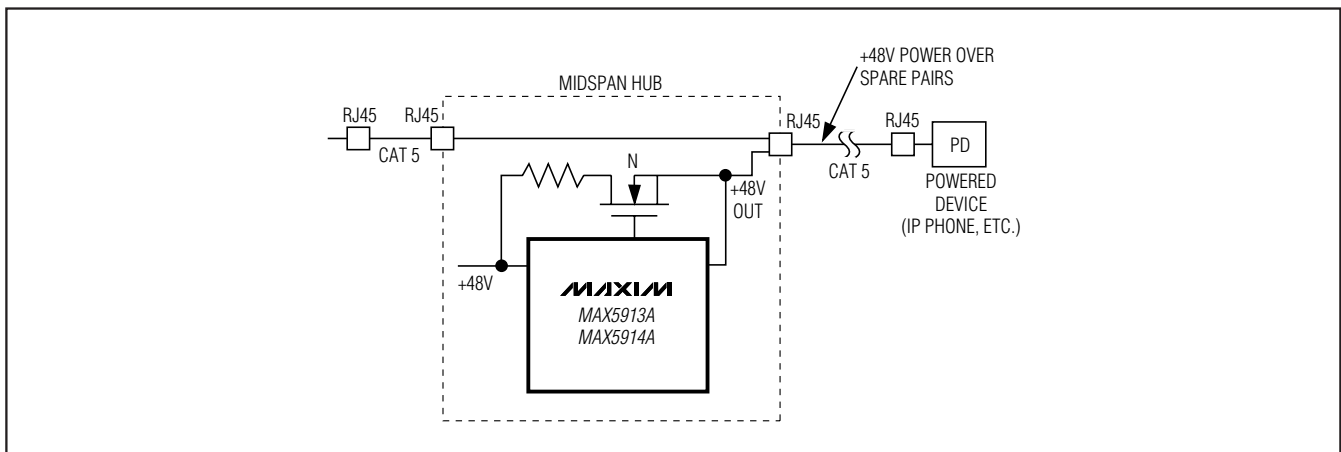 +48V POWER OVER
SPARE PAIRS
MIDSPAN HUB
RJ45
RJ45
RJ45
RJ45
CAT 5
CAT 5
PD
N
+48V
OUT
POWERED
DEVICE
(IP PHONE, ETC.)
+48V
MAXIM
MAX5913A
MAX5914A